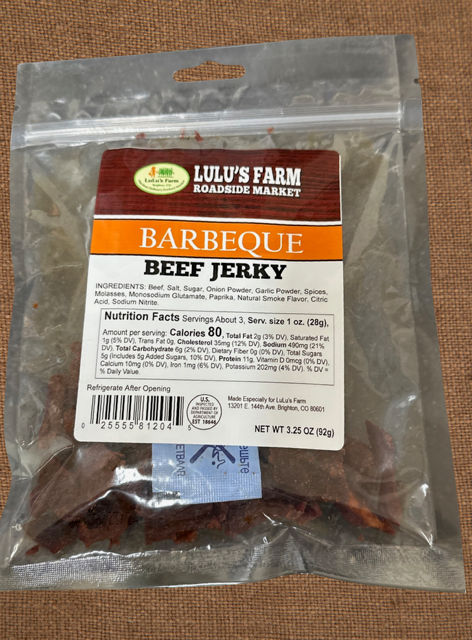 LuLu's Farm
LULU'S FARM
ROADSIDE MARKET
BARBEQUE
BEEF JERKY
INGREDIENTS: Beef, Salt, Sugar, Onion Powder, Garlic Powder, Spices,
Molasses, Monosodium Glutamate, Paprika, Natural Smoke Flavor, Citric
Acid, Sodium Nitrite.
Nutrition Facts Servings About 3, Serv. size 1 oz. (28g),
Amount per serving: Calories 80, Total Fat 2g (3% DV), Saturated Fat
1g (5% DV), Trans Fat 0g, Cholesterol 35mg (12% DV), Sodium 490mg (21%
DV), Total Carbohydrate 6g (2% DV), Dietary Fiber 0g (0% DV), Total Sugars
5g (Includes 5g Added Sugars, 10% DV), Protein 11g, Vitamin D 0mcg (0% DV),
Calcium 10mg (0% DV), Iron 1mg (6% DV), Potassium 202mg (4% DV). % DV =
% Daily Value.
Refrigerate After Opening
U.S.
INSPECTED
AND PASSED BY
DEPARTMENT OF
AGRICULTURE
EST 18646
Made Especially for LuLu's Farm
13201 E. 144th Ave. Brighton, CO 80601
0 25555 81204 5
NET WT 3.25 OZ (92g)